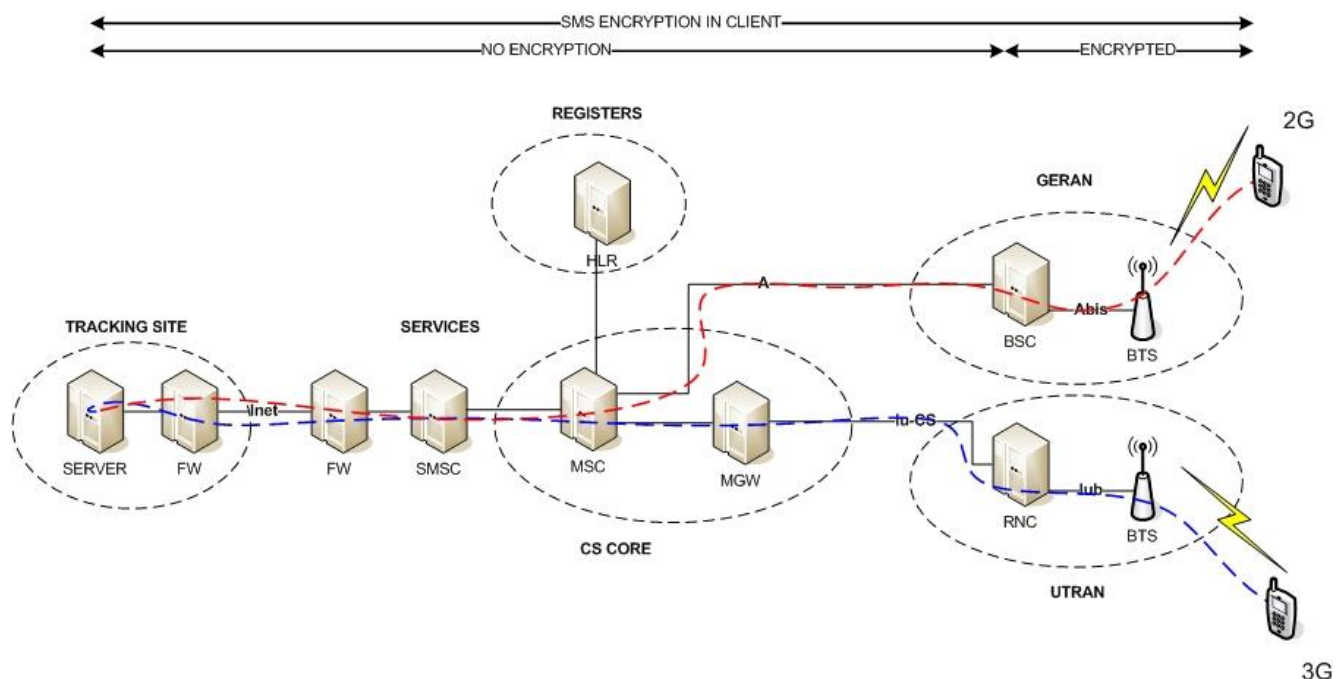 SMS ENCRYPTION IN CLIENT
NO ENCRYPTION
ENCRYPTED
REGISTERS
2G
GERAN
HLR
A
Abis
TRACKING SITE
SERVICES
BSC
BTS
Inet
Iu-CS
SERVER
FW
FW
SMSC
MSC
MGW
Iub
RNC
BTS
CS CORE
UTRAN
3G